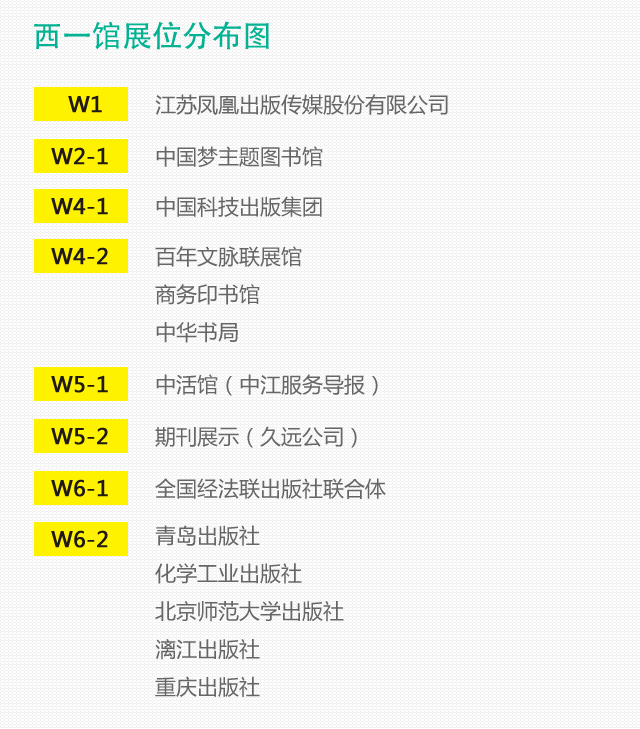 西一馆展位分布图
W1 江苏凤凰出版传媒股份有限公司
W2-1 中国梦主题图书馆
W4-1 中国科技出版集团
W4-2 百年文脉联展馆
商务印书馆
中华书局
W5-1 中活馆（中江服务导报）
W5-2 期刊展示（久远公司）
W6-1 全国经法联出版社联合体
W6-2 青岛出版社
化学工业出版社
北京师范大学出版社
漓江出版社
重庆出版社